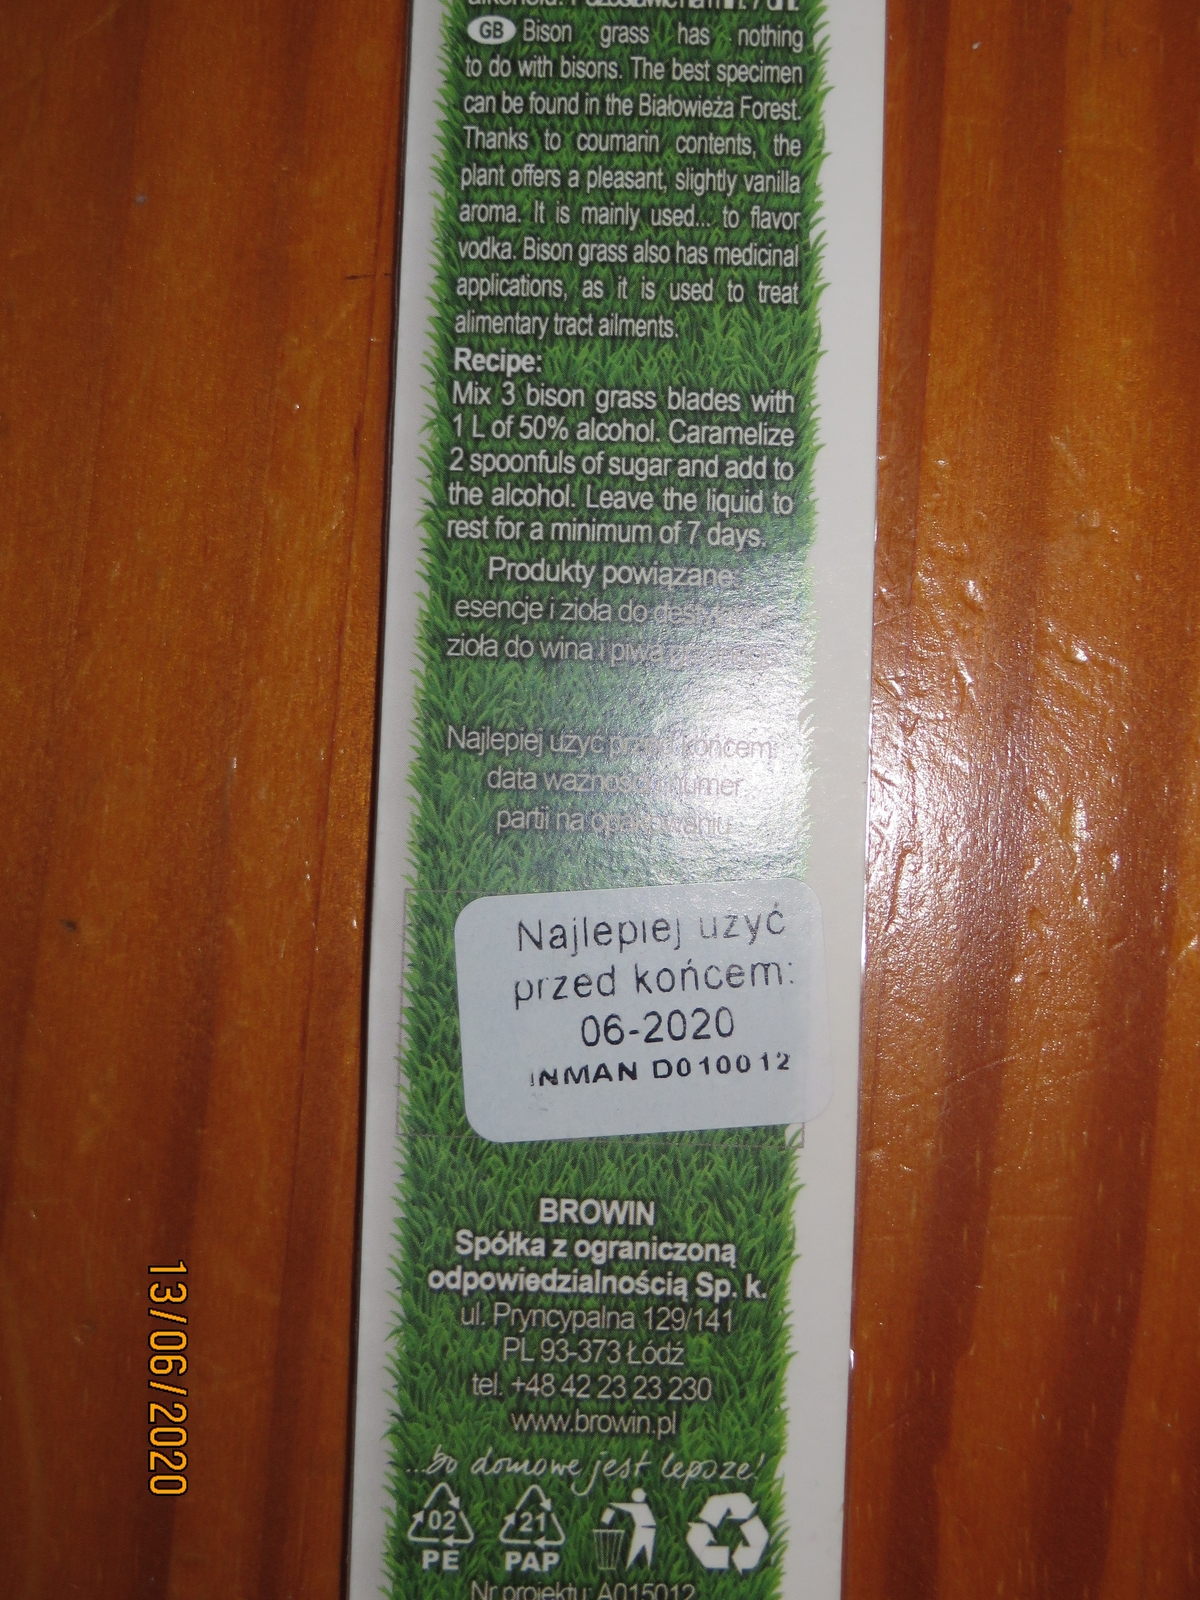 GB Bison grass has nothing
to do with bisons. The best specimen
can be found in the Białowieża Forest.
Thanks to coumarin contents, the
plant offers a pleasant, slightly vanilla
aroma. It is mainly used... to flavor
vodka. Bison grass also has medicinal
applications, as it is used to treat
alimentary tract ailments.
Recipe:
Mix 3 bison grass blades with
1 L of 50% alcohol. Caramelize
2 spoonfuls of sugar and add to
the alcohol. Leave the liquid to
rest for a minimum of 7 days.
Produkty powiązane:
esencje i zioła do
zioła do wina i piwa
Najlepiej użyć przed końcem:
data ważności i numer
partii na opakowaniu
Najlepiej użyć
przed końcem:
06-2020
INMAN D010012
BROWIN
Spółka z ograniczoną
odpowiedzialnością Sp. k.
ul. Pryncypalna 129/141
PL 93-373 Łódź
tel. +48 42 23 23 230
www.browin.pl
...bo domowe jest lepsze!
02 21
PE PAP
Nr projektu: A015012
13/06/2020